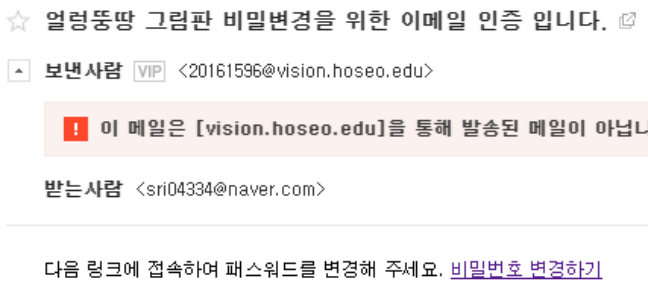 얼렁뚱땅 그림판 비밀변경을 위한 이메일 인증 입니다.
보낸사람 VIP <20161596@vision.hoseo.edu>
! 이 메일은 [vision.hoseo.edu]을 통해 발송된 메일이 아닙니
받는사람 <sri04334@naver.com>
다음 링크에 접속하여 패스워드를 변경해 주세요. 비밀번호 변경하기